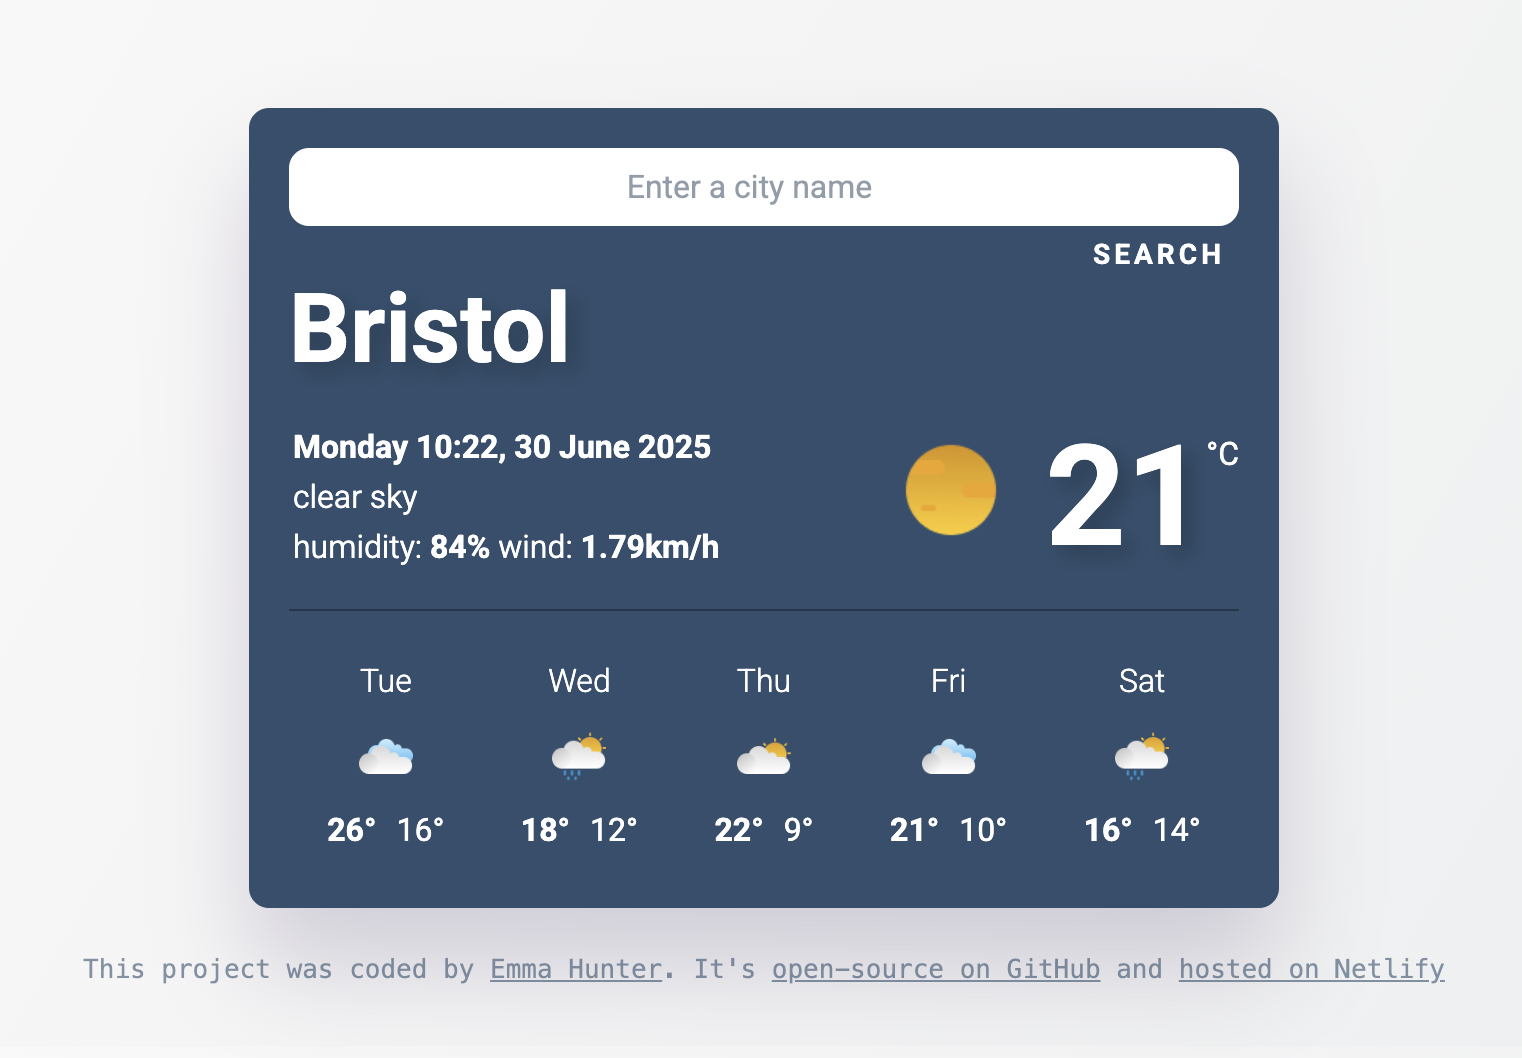 Enter a city name
SEARCH
Bristol
Monday 10:22, 30 June 2025
clear sky
humidity: 84% wind: 1.79km/h
21 °C
Tue Wed Thu Fri Sat
26° 16° 18° 12° 22° 9° 21° 10° 16° 14°
This project was coded by Emma Hunter. It's open-source on GitHub and hosted on Netlify